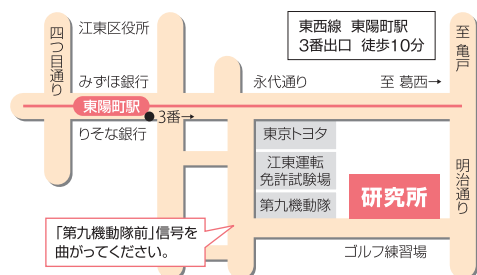 四つ目通り
江東区役所
東西線 東陽町駅
3番出口 徒歩10分
至 亀戸
みずほ銀行
永代通り
至 葛西→
東陽町駅
3番→
りそな銀行
東京トヨタ
江東運転
免許試験場
第九機動隊
研究所
明治通り
「第九機動隊前」信号を
曲がってください。
ゴルフ練習場